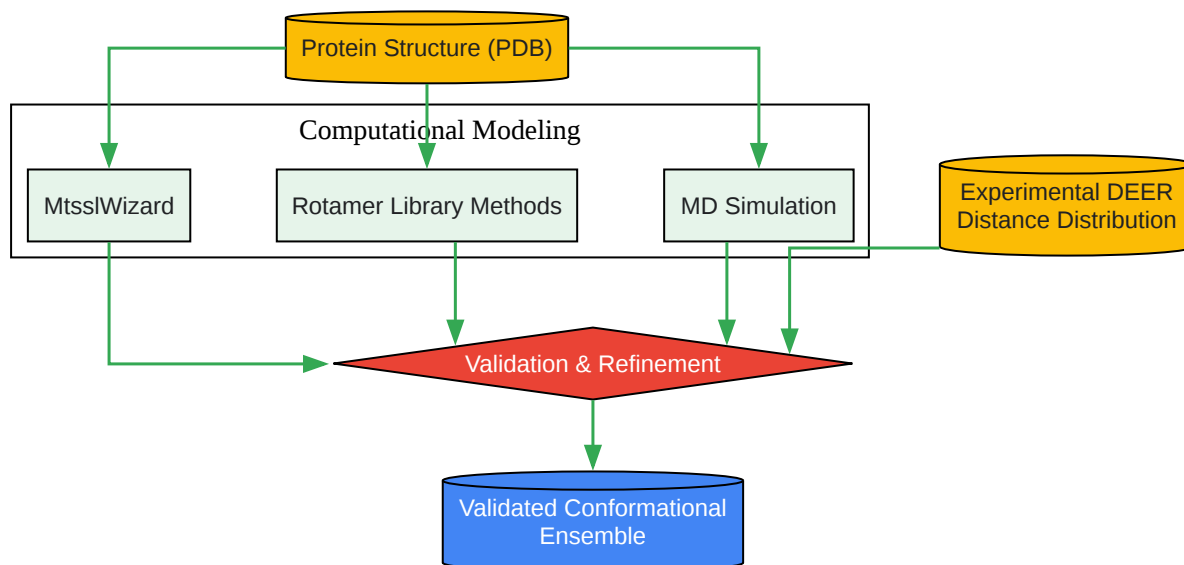 Protein Structure (PDB)
Computational Modeling
MtsslWizard
Rotamer Library Methods
MD Simulation
Experimental DEER
Distance Distribution
Validation & Refinement
Validated Conformational
Ensemble